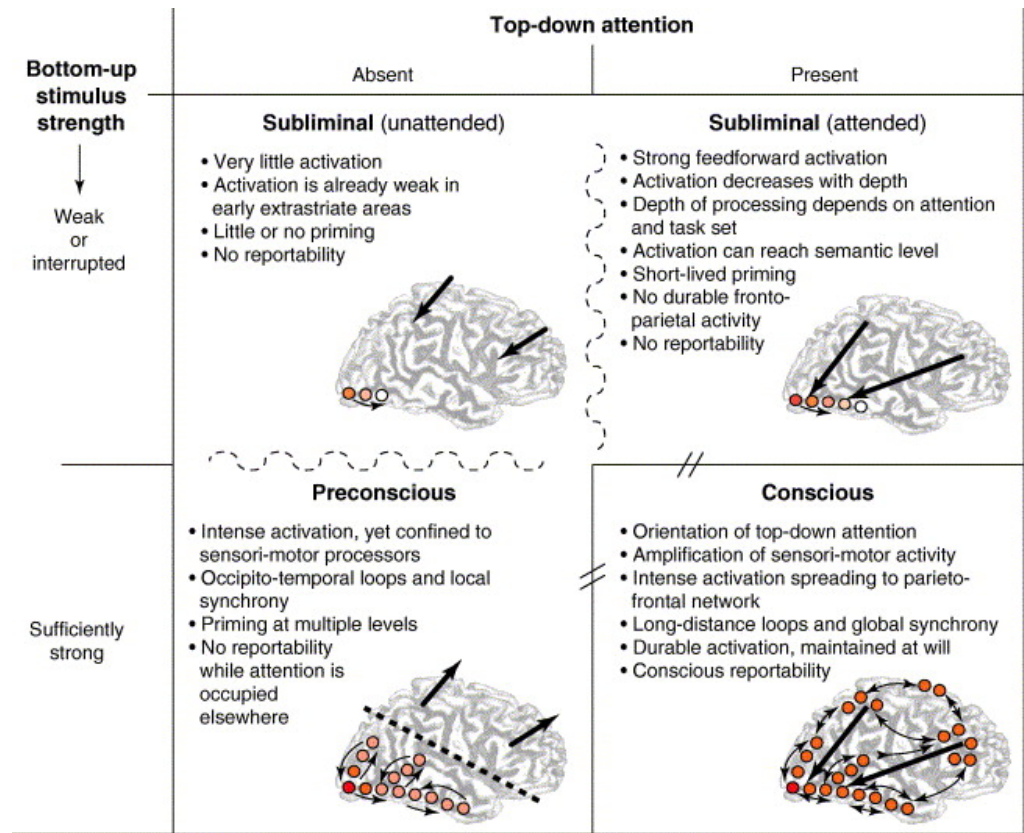 Top-down attention
Bottom-up
stimulus
strength
Absent
Present
Weak
or
interrupted
Subliminal (unattended)
• Very little activation
• Activation is already weak in
early extrastriate areas
• Little or no priming
• No reportability
Subliminal (attended)
• Strong feedforward activation
• Activation decreases with depth
• Depth of processing depends on attention
and task set
• Activation can reach semantic level
• Short-lived priming
• No durable fronto-
parietal activity
• No reportability
Sufficiently
strong
Preconscious
• Intense activation, yet confined to
sensori-motor processors
• Occipito-temporal loops and local
synchrony
• Priming at multiple levels
• No reportability
while attention is
occupied
elsewhere
Conscious
• Orientation of top-down attention
• Amplification of sensori-motor activity
• Intense activation spreading to parieto-
frontal network
• Long-distance loops and global synchrony
• Durable activation, maintained at will
• Conscious reportability